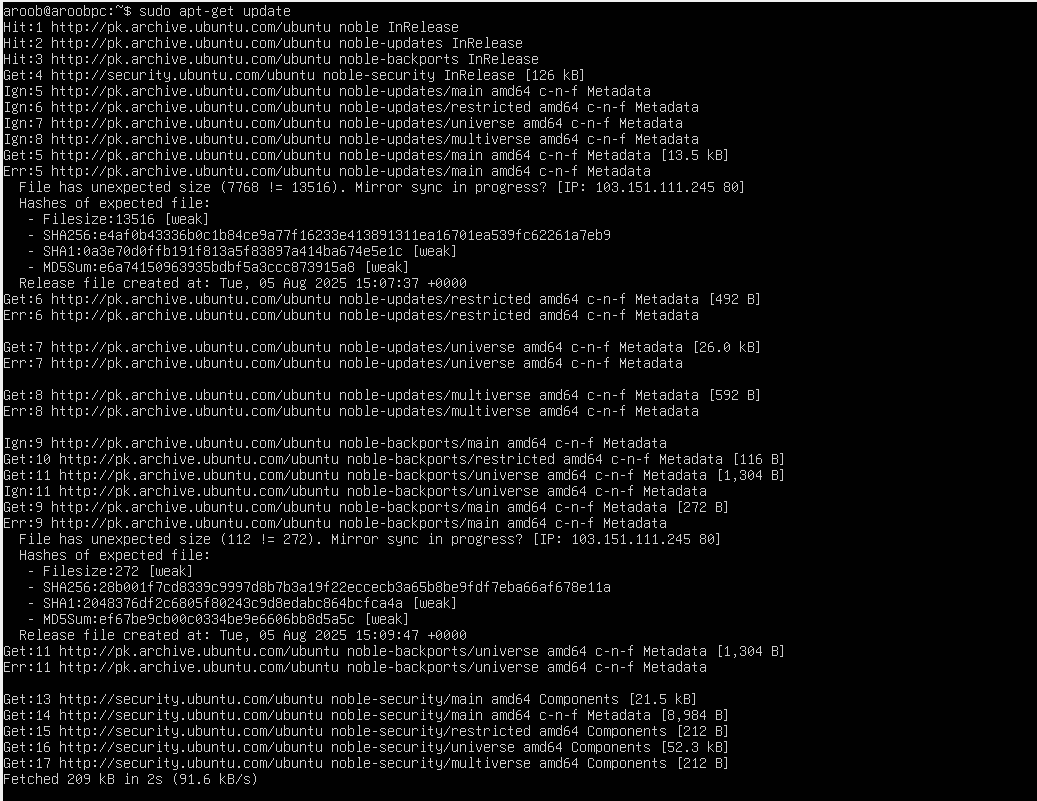 aroob@aroobpc:~$ sudo apt-get update
Hit:1 http://pk.archive.ubuntu.com/ubuntu noble InRelease
Hit:2 http://pk.archive.ubuntu.com/ubuntu noble-updates InRelease
Hit:3 http://pk.archive.ubuntu.com/ubuntu noble-backports InRelease
Get:4 http://security.ubuntu.com/ubuntu noble-security InRelease [126 kB]
Ign:5 http://pk.archive.ubuntu.com/ubuntu noble-updates/main amd64 c-n-f Metadata
Ign:6 http://pk.archive.ubuntu.com/ubuntu noble-updates/restricted amd64 c-n-f Metadata
Ign:7 http://pk.archive.ubuntu.com/ubuntu noble-updates/universe amd64 c-n-f Metadata
Ign:8 http://pk.archive.ubuntu.com/ubuntu noble-updates/multiverse amd64 c-n-f Metadata
Get:5 http://pk.archive.ubuntu.com/ubuntu noble-updates/main amd64 c-n-f Metadata [13.5 kB]
Err:5 http://pk.archive.ubuntu.com/ubuntu noble-updates/main amd64 c-n-f Metadata
  File has unexpected size (7768 != 13516). Mirror sync in progress? [IP: 103.151.111.245 80]
  Hashes of expected file:
   - Filesize:13516 [weak]
   - SHA256:e4af0b43336b0c1b84ce9a77f16233e413891311ea16701ea539fc62261a7eb9
   - SHA1:0a3e70d0ffb191f813a5f83897a414ba674e5e1c [weak]
   - MD5Sum:e6a74150963935bdbf5a3ccc873915a8 [weak]
  Release file created at: Tue, 05 Aug 2025 15:07:37 +0000
Get:6 http://pk.archive.ubuntu.com/ubuntu noble-updates/restricted amd64 c-n-f Metadata [492 B]
Err:6 http://pk.archive.ubuntu.com/ubuntu noble-updates/restricted amd64 c-n-f Metadata
Get:7 http://pk.archive.ubuntu.com/ubuntu noble-updates/universe amd64 c-n-f Metadata [26.0 kB]
Err:7 http://pk.archive.ubuntu.com/ubuntu noble-updates/universe amd64 c-n-f Metadata
Get:8 http://pk.archive.ubuntu.com/ubuntu noble-updates/multiverse amd64 c-n-f Metadata [592 B]
Err:8 http://pk.archive.ubuntu.com/ubuntu noble-updates/multiverse amd64 c-n-f Metadata
Ign:9 http://pk.archive.ubuntu.com/ubuntu noble-backports/main amd64 c-n-f Metadata
Get:10 http://pk.archive.ubuntu.com/ubuntu noble-backports/restricted amd64 c-n-f Metadata [116 B]
Get:11 http://pk.archive.ubuntu.com/ubuntu noble-backports/universe amd64 c-n-f Metadata [1,304 B]
Ign:11 http://pk.archive.ubuntu.com/ubuntu noble-backports/universe amd64 c-n-f Metadata
Get:9 http://pk.archive.ubuntu.com/ubuntu noble-backports/main amd64 c-n-f Metadata [272 B]
Err:9 http://pk.archive.ubuntu.com/ubuntu noble-backports/main amd64 c-n-f Metadata
  File has unexpected size (112 != 272). Mirror sync in progress? [IP: 103.151.111.245 80]
  Hashes of expected file:
   - Filesize:272 [weak]
   - SHA256:28b001f7cd8339c9997d8b7b3a19f22eccecb3a65b8be9fdf7eba66af678e11a
   - SHA1:2048376df2c6805f80243c9d8edabc864bcfca4a [weak]
   - MD5Sum:ef67be9cb00c0334be9e6606bb8d5a5c [weak]
  Release file created at: Tue, 05 Aug 2025 15:09:47 +0000
Get:11 http://pk.archive.ubuntu.com/ubuntu noble-backports/universe amd64 c-n-f Metadata [1,304 B]
Err:11 http://pk.archive.ubuntu.com/ubuntu noble-backports/universe amd64 c-n-f Metadata
Get:13 http://security.ubuntu.com/ubuntu noble-security/main amd64 Components [21.5 kB]
Get:14 http://security.ubuntu.com/ubuntu noble-security/main amd64 c-n-f Metadata [8,984 B]
Get:15 http://security.ubuntu.com/ubuntu noble-security/restricted amd64 Components [212 B]
Get:16 http://security.ubuntu.com/ubuntu noble-security/universe amd64 Components [52.3 kB]
Get:17 http://security.ubuntu.com/ubuntu noble-security/multiverse amd64 Components [212 B]
Fetched 209 kB in 2s (91.6 kB/s)